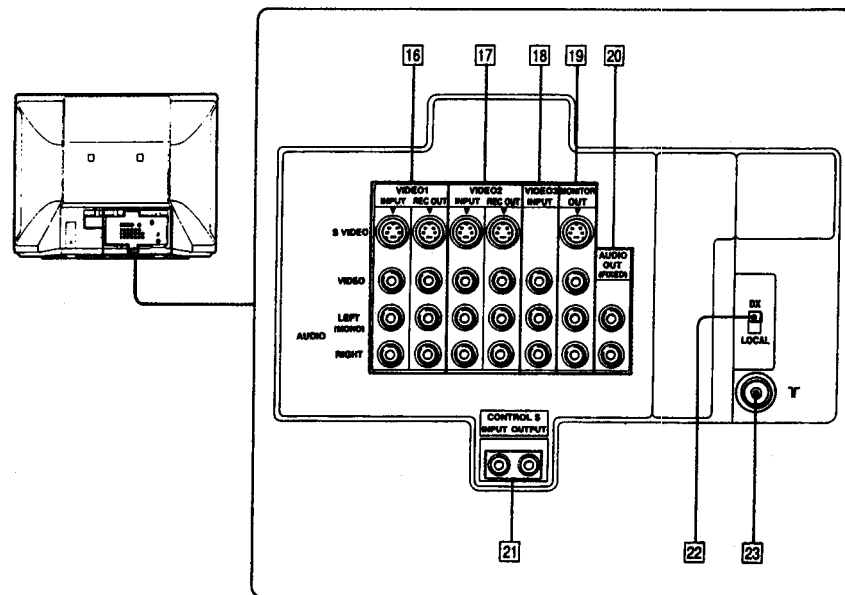 16 17 18 19 20
VIDEO1 VIDEO2 VIDEO3 MONITOR
INPUT REC OUT INPUT REC OUT INPUT OUT
S VIDEO
AUDIO
OUT
(FIXED)
VIDEO
DX
LEFT
(MONO)
AUDIO
LOCAL
RIGHT
CONTROL S
INPUT OUTPUT
21 22 23